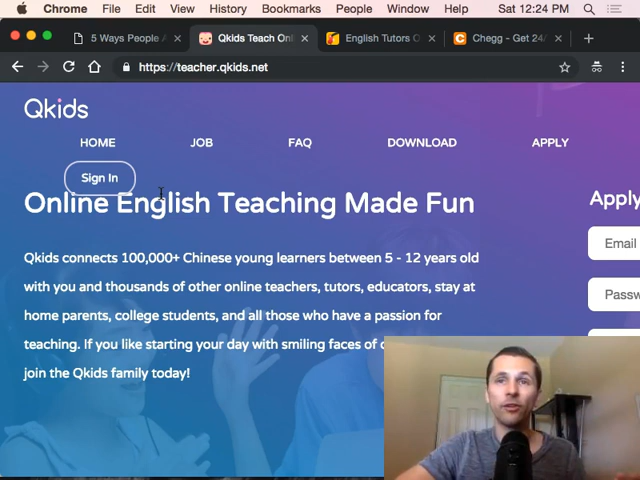 Chrome File Edit View History Bookmarks People Window Help Sat 12:24 PM
5 Ways People Qkids Teach Onl English Tutors O Chegg - Get 24/
https://teacher.qkids.net
Qkids
HOME JOB FAQ DOWNLOAD APPLY
Sign In
Online English Teaching Made Fun
Apply
Qkids connects 100,000+ Chinese young learners between 5 - 12 years old
with you and thousands of other online teachers, tutors, educators, stay at
home parents, college students, and all those who have a passion for
teaching. If you like starting your day with smiling faces of
join the Qkids family today!
Email
Passw